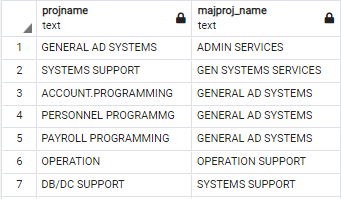 projname majproj_name
text text
1 GENERAL AD SYSTEMS ADMIN SERVICES
2 SYSTEMS SUPPORT GEN SYSTEMS SERVICES
3 ACCOUNT.PROGRAMMING GENERAL AD SYSTEMS
4 PERSONNEL PROGRAMMG GENERAL AD SYSTEMS
5 PAYROLL PROGRAMMING GENERAL AD SYSTEMS
6 OPERATION OPERATION SUPPORT
7 DB/DC SUPPORT SYSTEMS SUPPORT